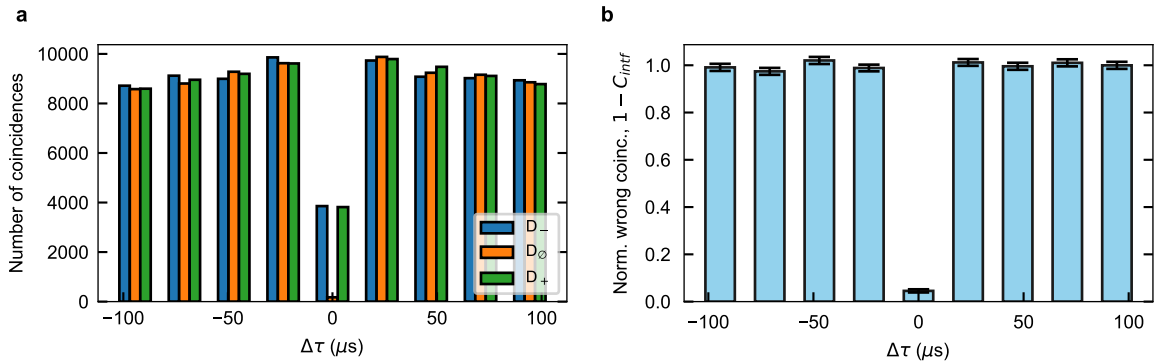 a
Number of coincidences
10000
8000
6000
4000
2000
0
−100
−50
0
50
100
Δτ (μs)
D−
D∅
D+
b
Norm. wrong coinc., 1 − Cintf
1.0
0.8
0.6
0.4
0.2
0.0
−100
−50
0
50
100
Δτ (μs)